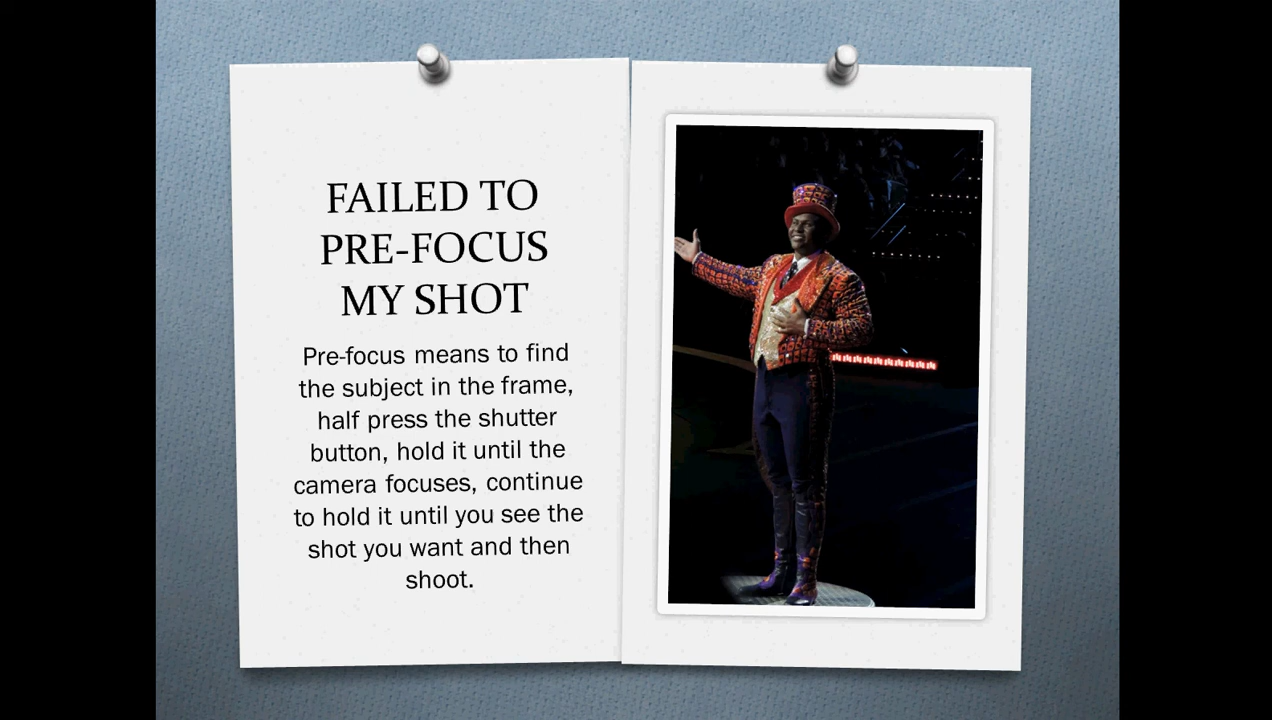 FAILED TO
PRE-FOCUS
MY SHOT
Pre-focus means to find
the subject in the frame,
half press the shutter
button, hold it until the
camera focuses, continue
to hold it until you see the
shot you want and then
shoot.